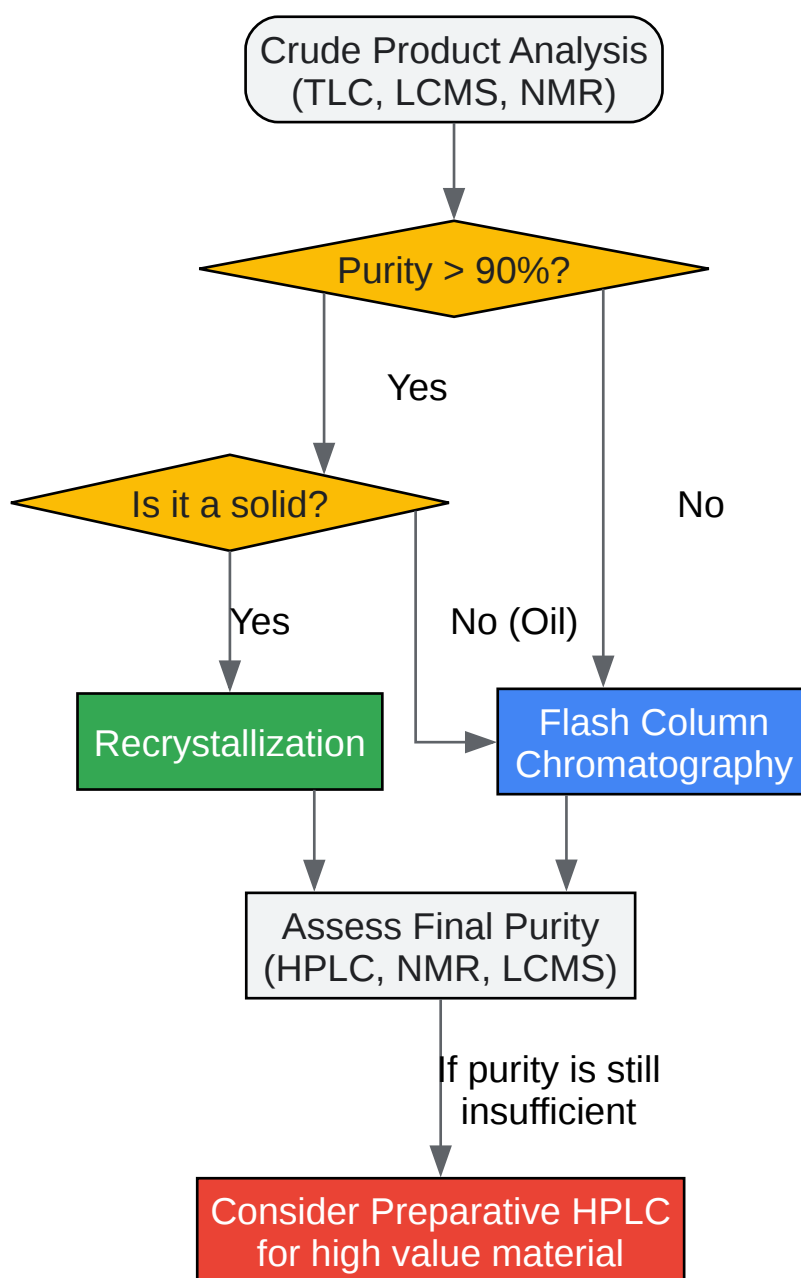 Crude Product Analysis
(TLC, LCMS, NMR)
Purity > 90%?
Yes
Is it a solid?
No
Yes
No (Oil)
Recrystallization
Flash Column
Chromatography
Assess Final Purity
(HPLC, NMR, LCMS)
If purity is still
insufficient
Consider Preparative HPLC
for high value material